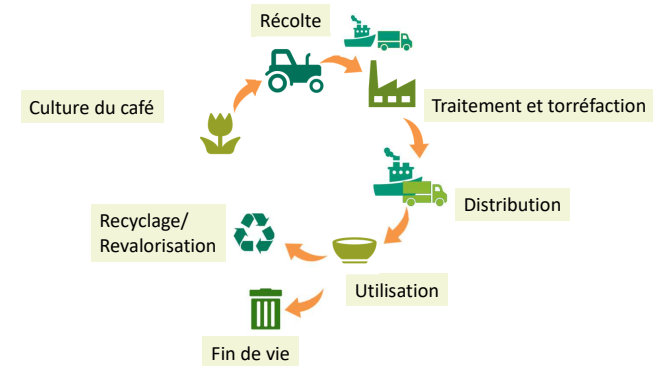 Récolte
Culture du café
Traitement et torréfaction
Distribution
Recyclage/
Revalorisation
Utilisation
Fin de vie